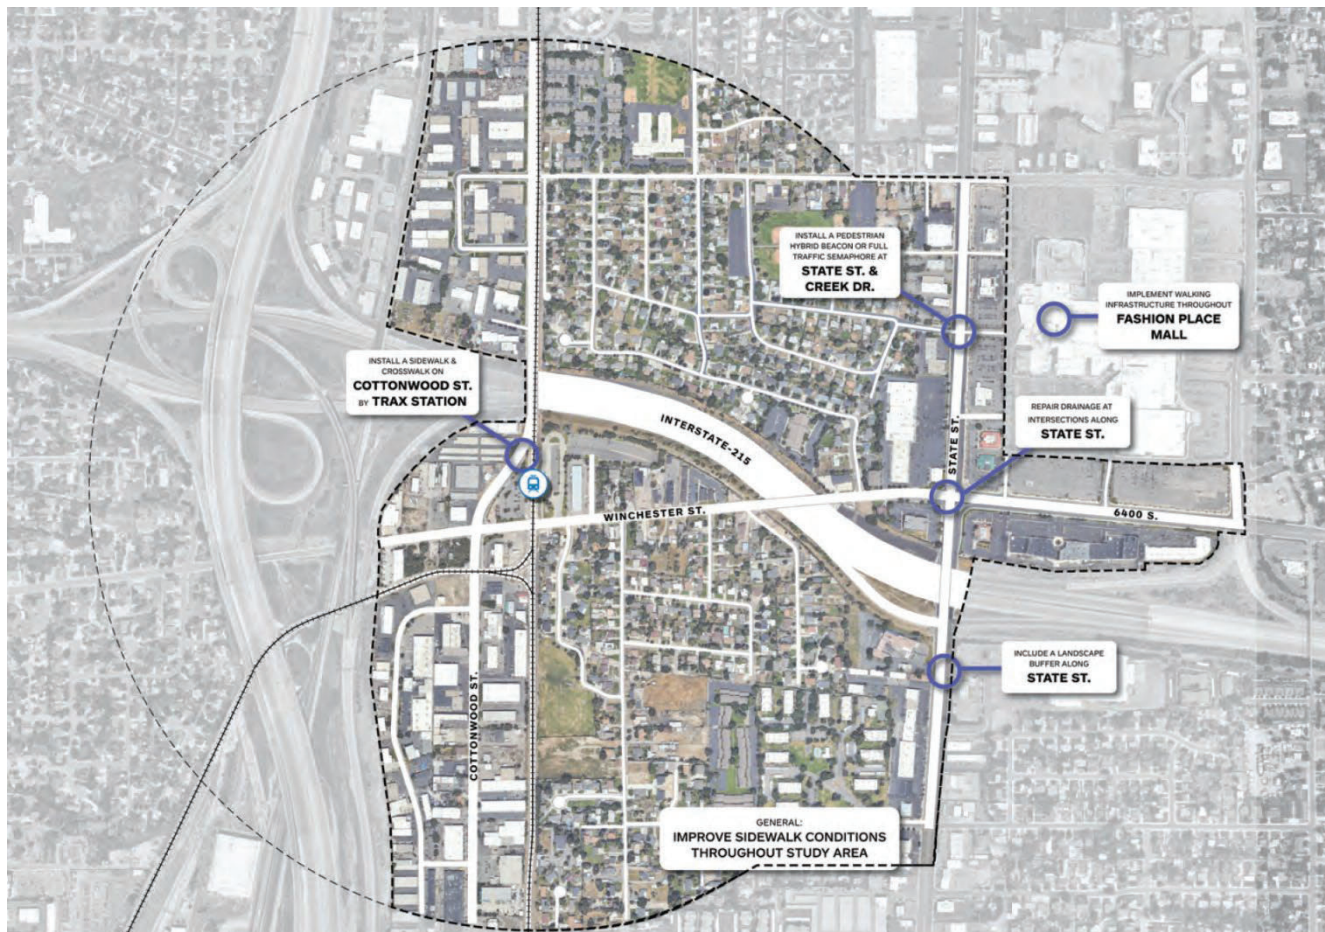 INSTALL A PEDESTRIAN
HYBRID BEACON OR FULL
TRAFFIC SEMAPHORE AT
STATE ST. &
CREEK DR.
IMPLEMENT WALKING
INFRASTRUCTURE THROUGHOUT
FASHION PLACE
MALL
INSTALL A SIDEWALK &
CROSSWALK ON
COTTONWOOD ST.
BY TRAX STATION
REPAIR DRAINAGE AT
INTERSECTIONS ALONG
STATE ST.
INTERSTATE-215
STATE ST.
WINCHESTER ST.
6400 S.
INCLUDE A LANDSCAPE
BUFFER ALONG
STATE ST.
COTTONWOOD ST.
GENERAL:
IMPROVE SIDEWALK CONDITIONS
THROUGHOUT STUDY AREA